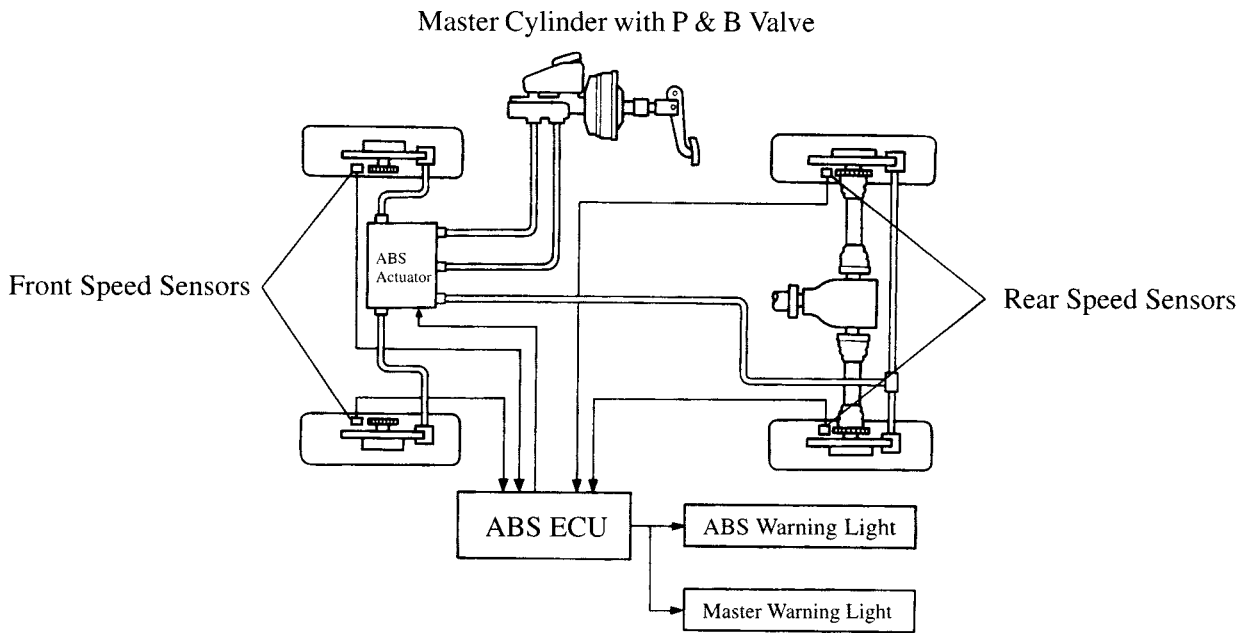 Master Cylinder with P & B Valve
ABS
Actuator
Front Speed Sensors
Rear Speed Sensors
ABS ECU
ABS Warning Light
Master Warning Light